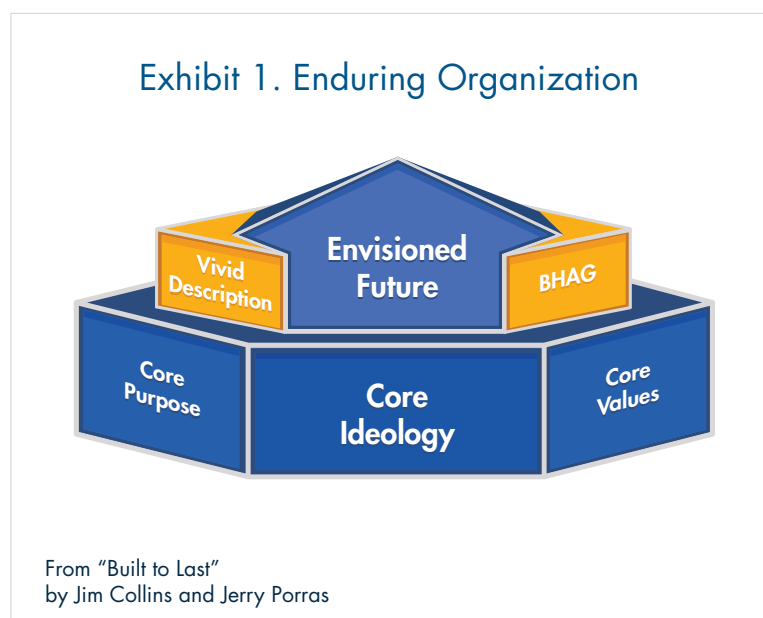 Exhibit 1. Enduring Organization
Envisioned
Future
Vivid
Description
BHAG
Core
Purpose
Core
Ideology
Core
Values
From “Built to Last”
by Jim Collins and Jerry Porras